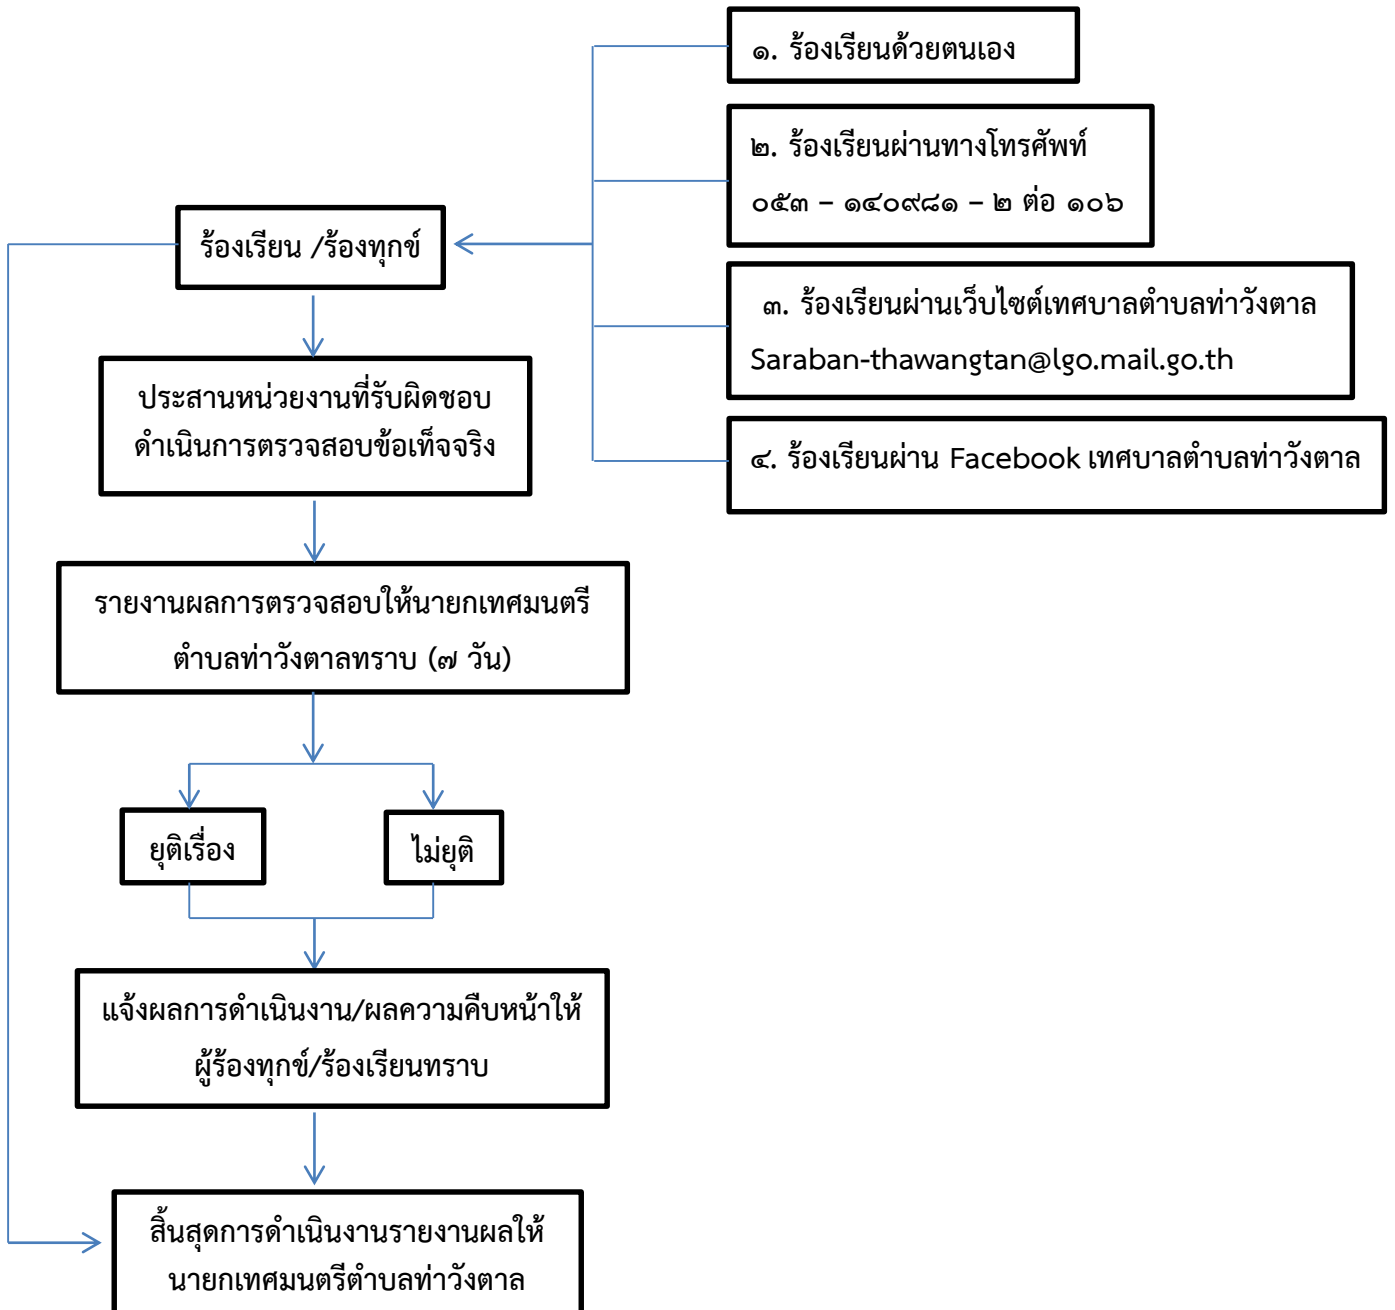 ๑. ร้องเรียนด้วยตนเอง
๒. ร้องเรียนผ่านทางโทรศัพท์
๐๕๓ – ๑๔๐๙๘๑ – ๒ ต่อ ๑๐๖
๓. ร้องเรียนผ่านเว็บไซต์เทศบาลตำบลท่าวังตาล
Saraban-thawangtan@lgo.mail.go.th
๔. ร้องเรียนผ่าน Facebook เทศบาลตำบลท่าวังตาล
ร้องเรียน /ร้องทุกข์
ประสานหน่วยงานที่รับผิดชอบ
ดำเนินการตรวจสอบข้อเท็จจริง
รายงานผลการตรวจสอบให้นายกเทศมนตรี
ตำบลท่าวังตาลทราบ (๗ วัน)
ยุติเรื่อง
ไม่ยุติ
แจ้งผลการดำเนินงาน/ผลความคืบหน้าให้
ผู้ร้องทุกข์/ร้องเรียนทราบ
สิ้นสุดการดำเนินงานรายงานผลให้
นายกเทศมนตรีตำบลท่าวังตาล